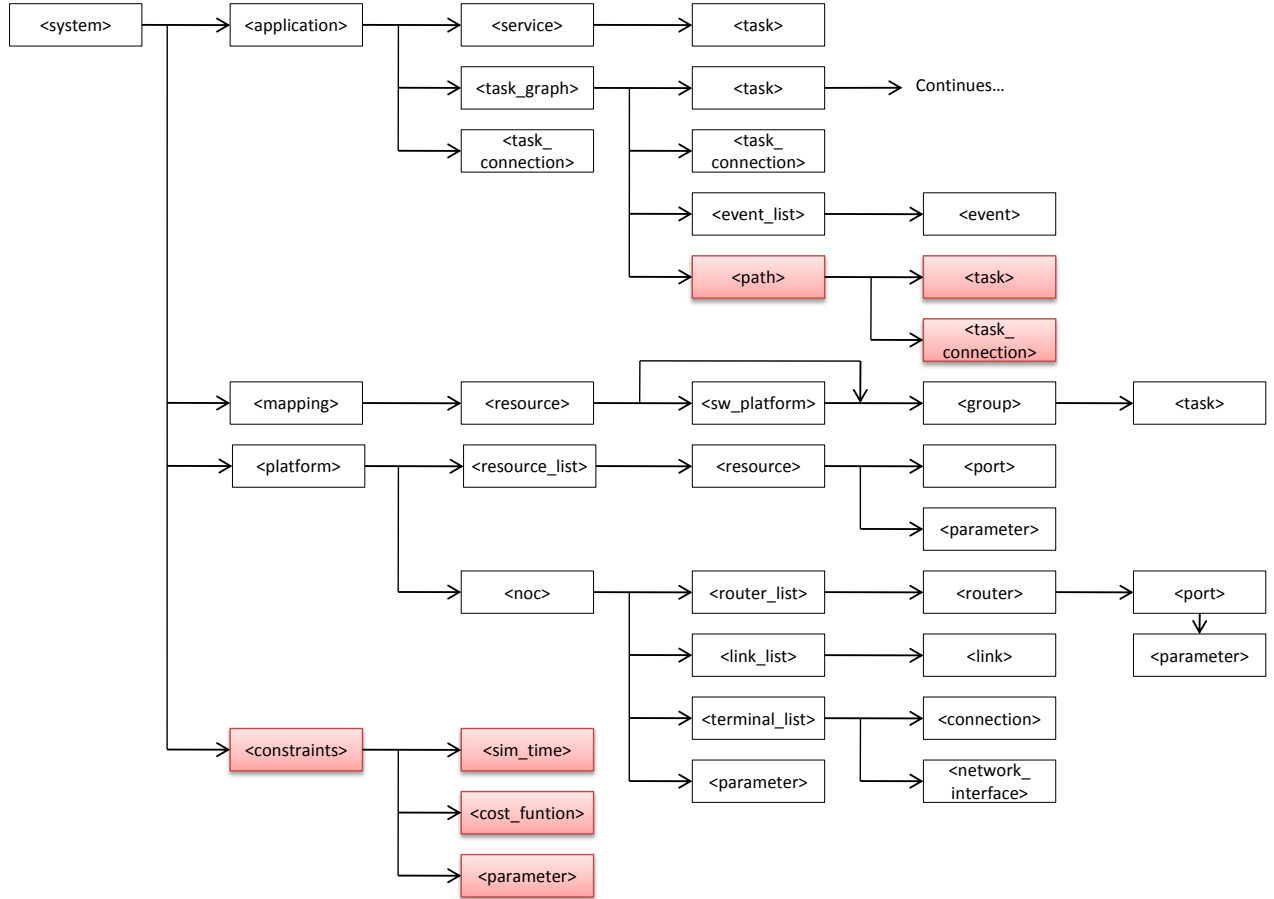 <system>
<application>
<service>
<task>
<task_graph>
<task>
Continues...
<task_
connection>
<task_
connection>
<event_list>
<event>
<path>
<task>
<task_
connection>
<mapping>
<resource>
<sw_platform>
<group>
<task>
<platform>
<resource_list>
<resource>
<port>
<parameter>
<noc>
<router_list>
<router>
<port>
<link_list>
<link>
<parameter>
<terminal_list>
<connection>
<constraints>
<sim_time>
<parameter>
<network_
interface>
<cost_funtion>
<parameter>